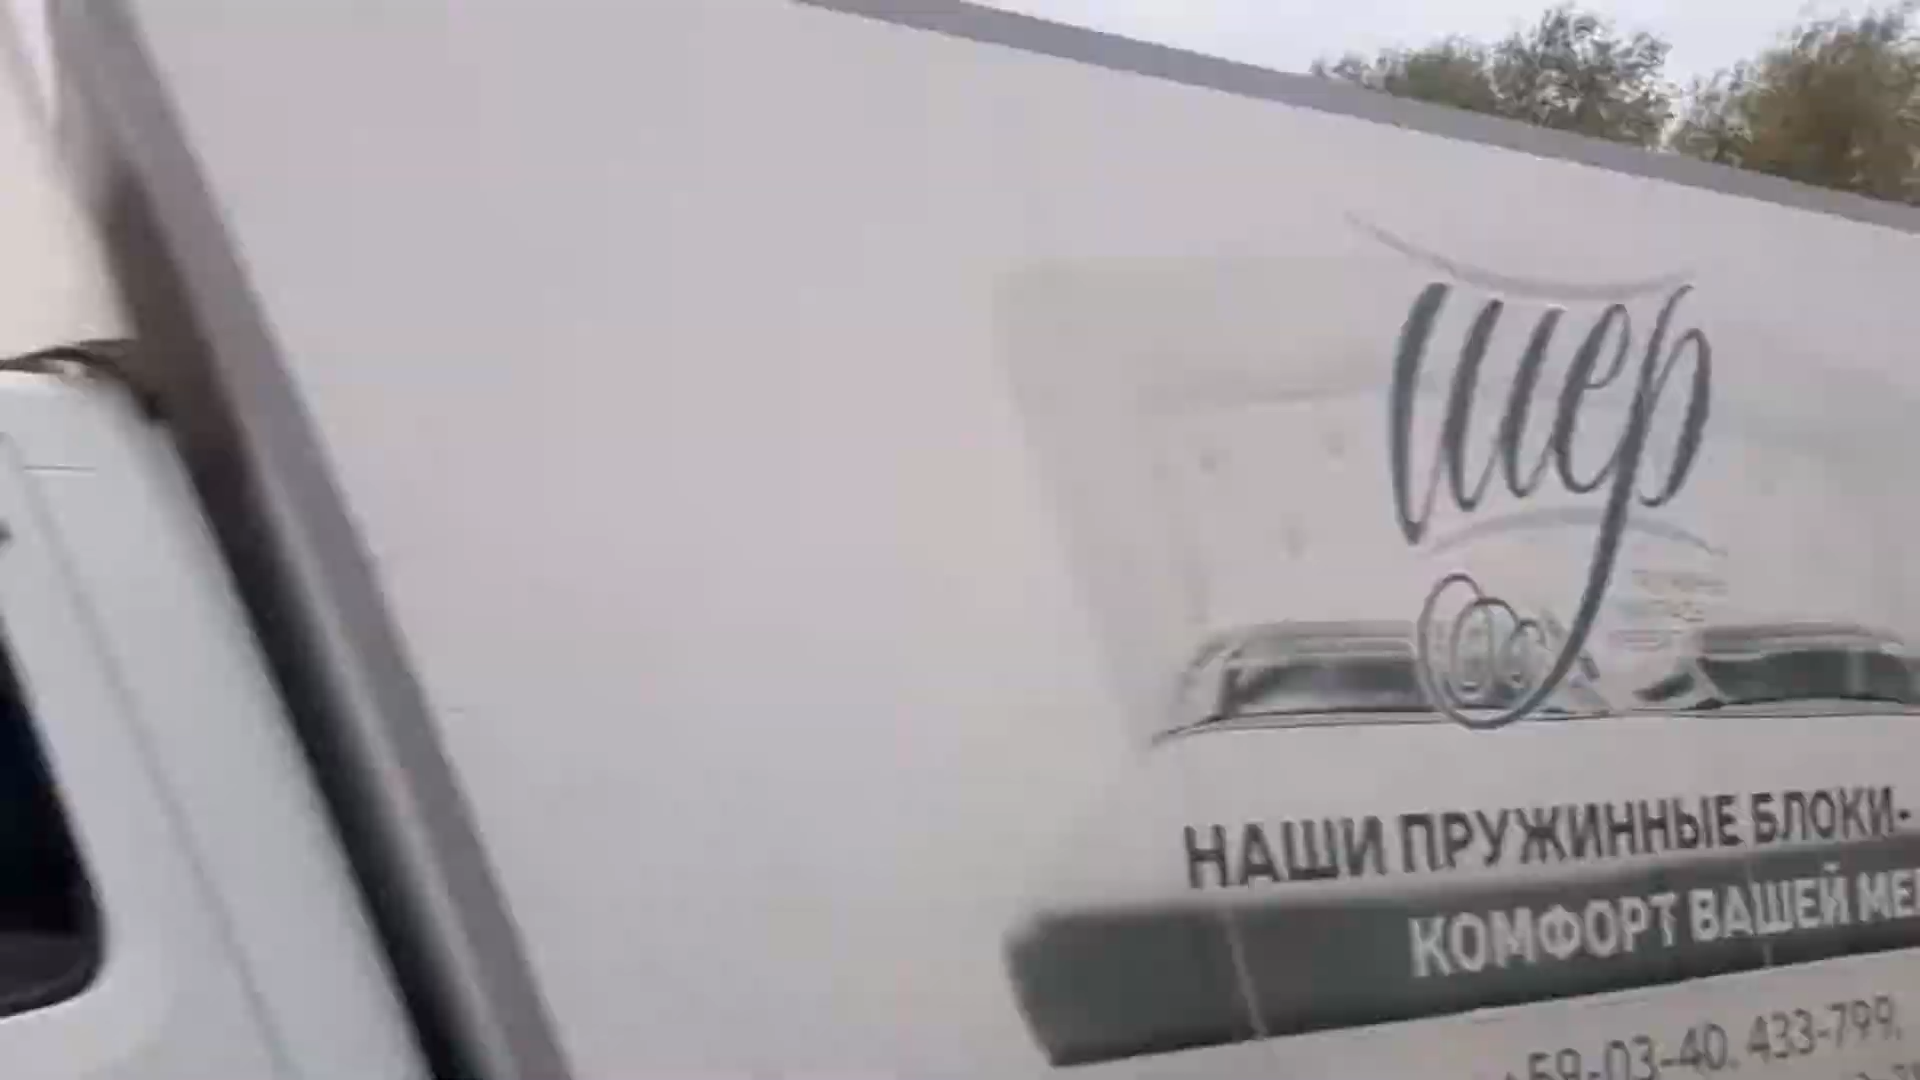 Шер
НАШИ ПРУЖИННЫЕ БЛОКИ-
КОМФОРТ ВАШЕЙ
59-03-40, 433-799,